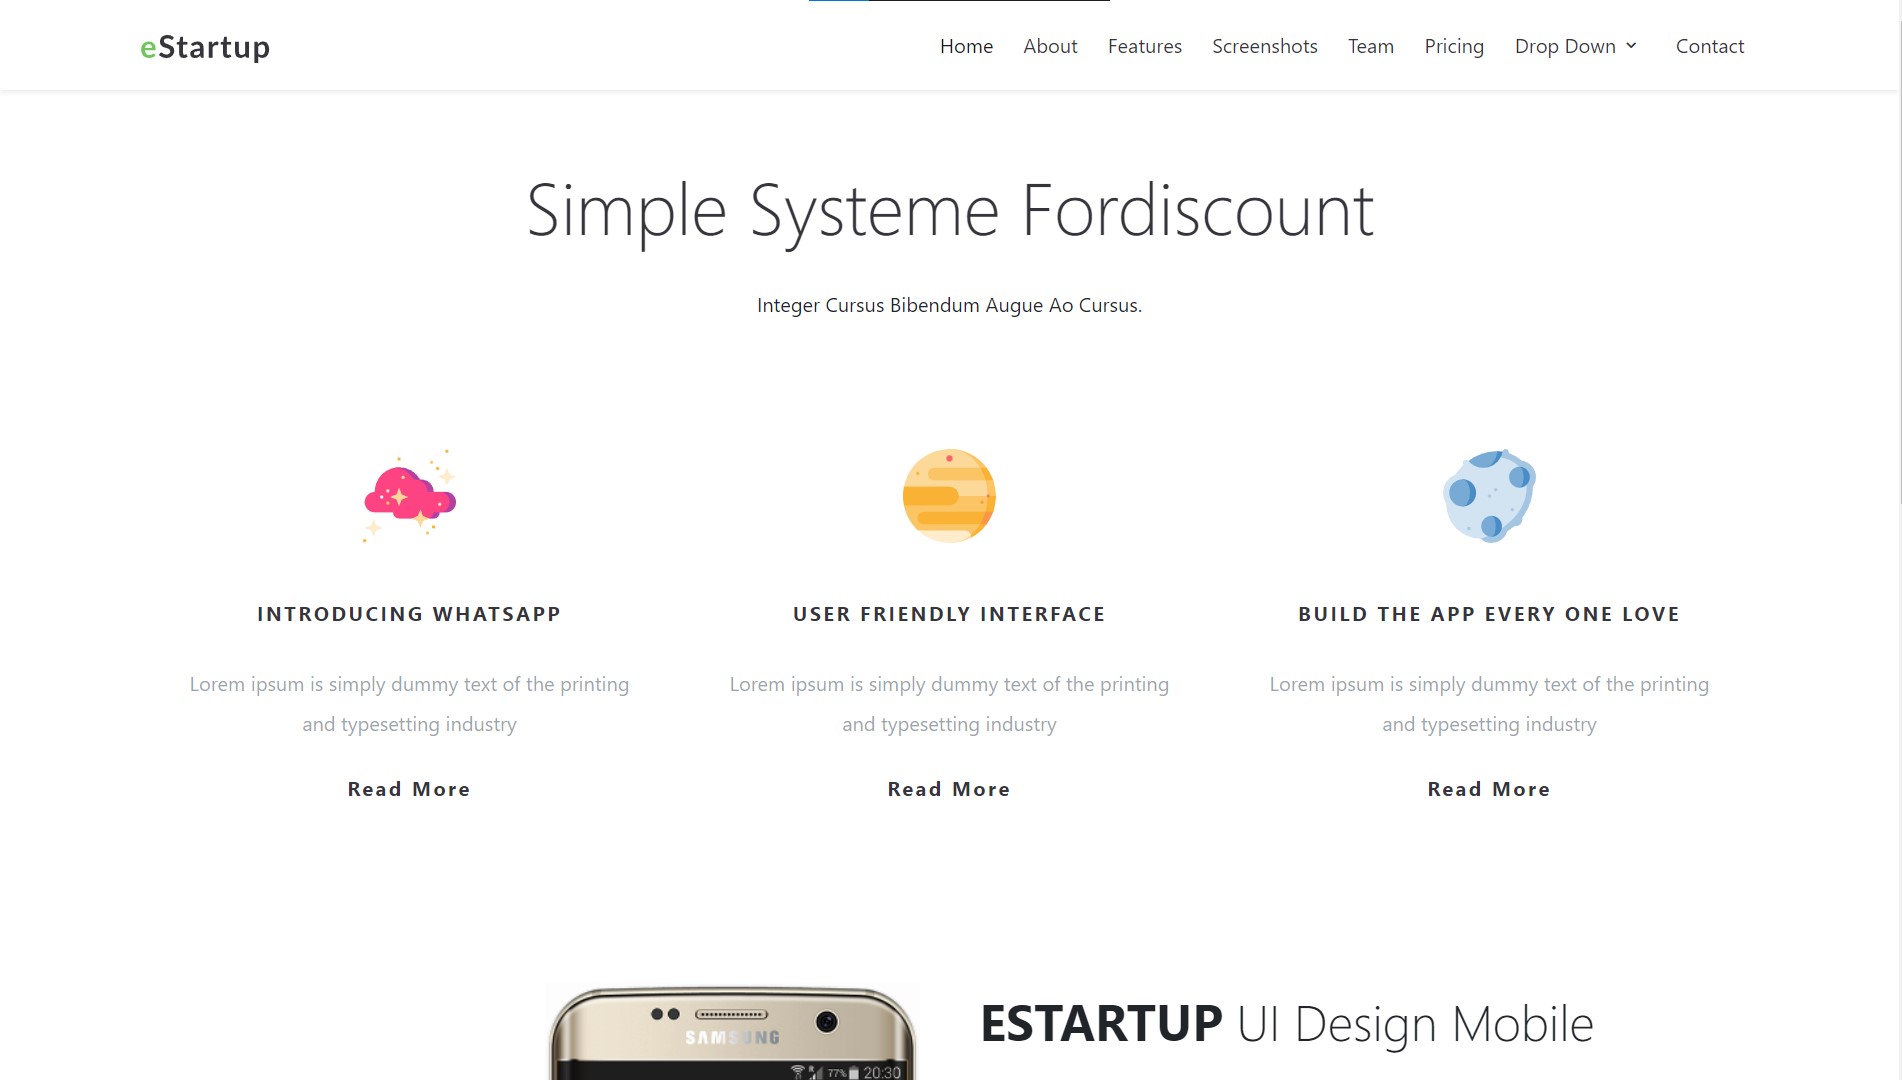 eStartup
Home About Features Screenshots Team Pricing Drop Down Contact
Simple Systeme Fordiscount
Integer Cursus Bibendum Augue Ao Cursus.
INTRODUCING WHATSAPP
Lorem ipsum is simply dummy text of the printing
and typesetting industry
Read More
USER FRIENDLY INTERFACE
Lorem ipsum is simply dummy text of the printing
and typesetting industry
Read More
BUILD THE APP EVERY ONE LOVE
Lorem ipsum is simply dummy text of the printing
and typesetting industry
Read More
SAMSUNG
77% 20:30
ESTARTUP UI Design Mobile